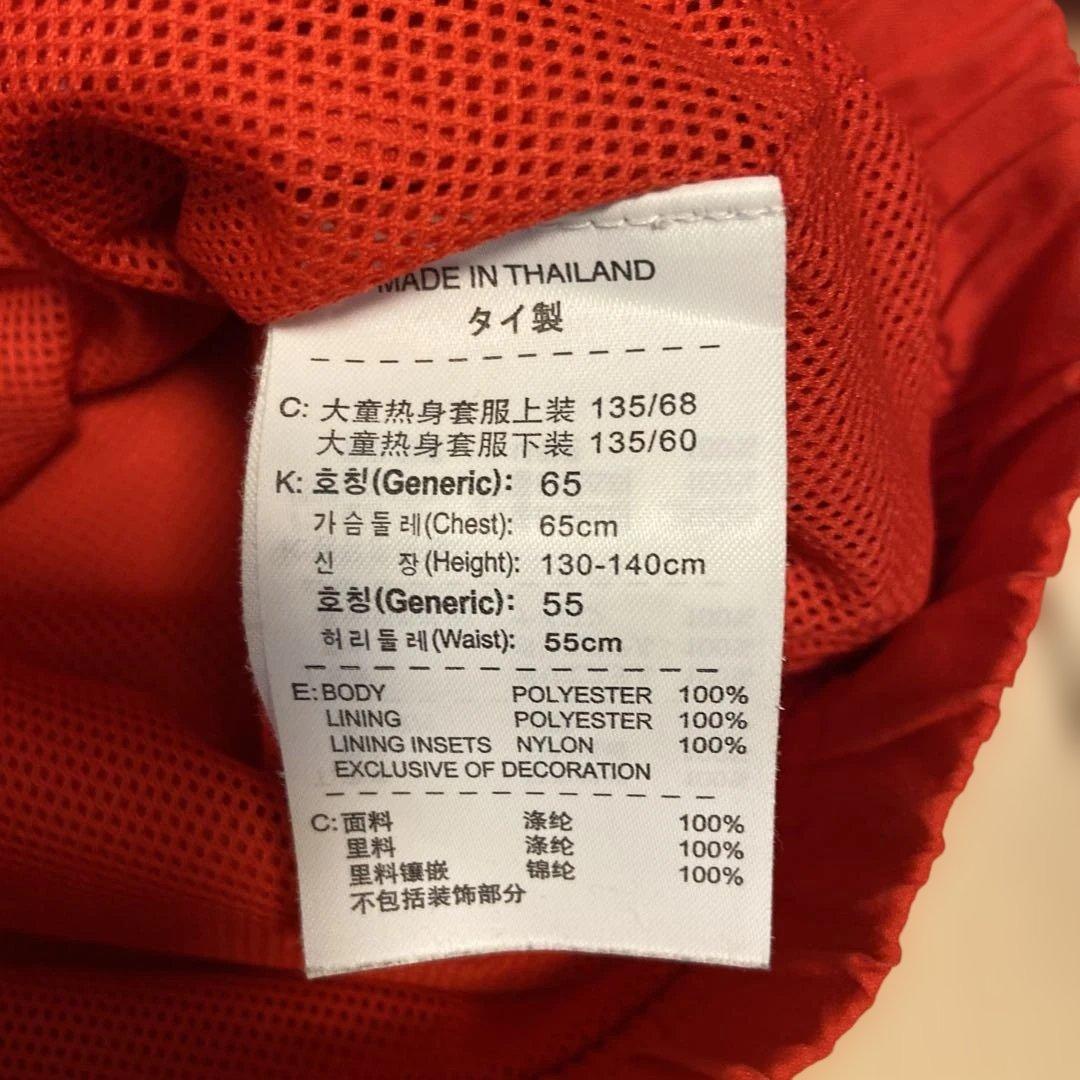 MADE IN THAILAND
タイ製
C: 大童热身套服上装 135/68
大童热身套服下装 135/60
K: 호칭(Generic): 65
가슴둘레(Chest): 65cm
신 장(Height): 130-140cm
호칭(Generic): 55
허리둘레(Waist): 55cm
E: BODY POLYESTER 100%
LINING POLYESTER 100%
LINING INSETS NYLON 100%
EXCLUSIVE OF DECORATION
C: 面料 涤纶 100%
里料 涤纶 100%
里料镶嵌 锦纶 100%
不包括装饰部分